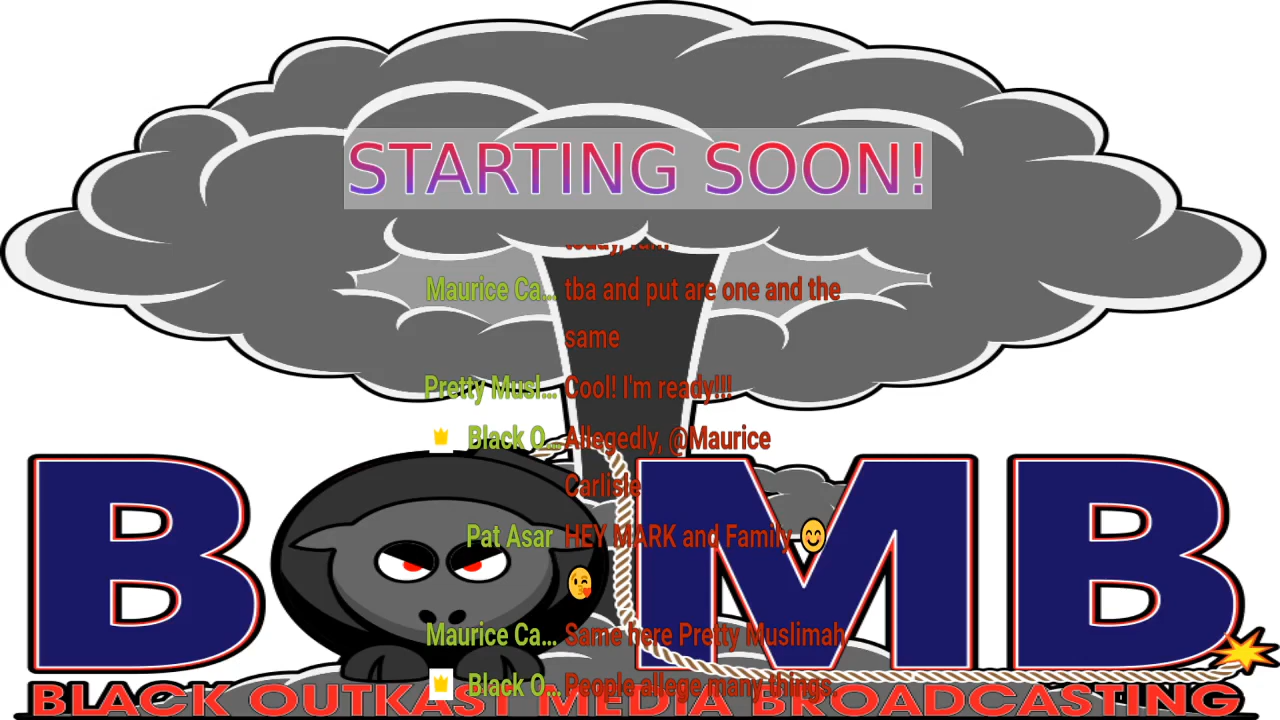 STARTING SOON!
Maurice Ca... tba and put are one and the
same
Pretty Musl... Cool! I'm ready!!!
Black O... Allegedly, @Maurice
Carlisle
Pat Asar HEY MARK and Family 😊
😘
Maurice Ca... Same here Pretty Muslimah
Black O... People allege many things.
BOMB
BLACK OUTKAST MEDIA BROADCASTING